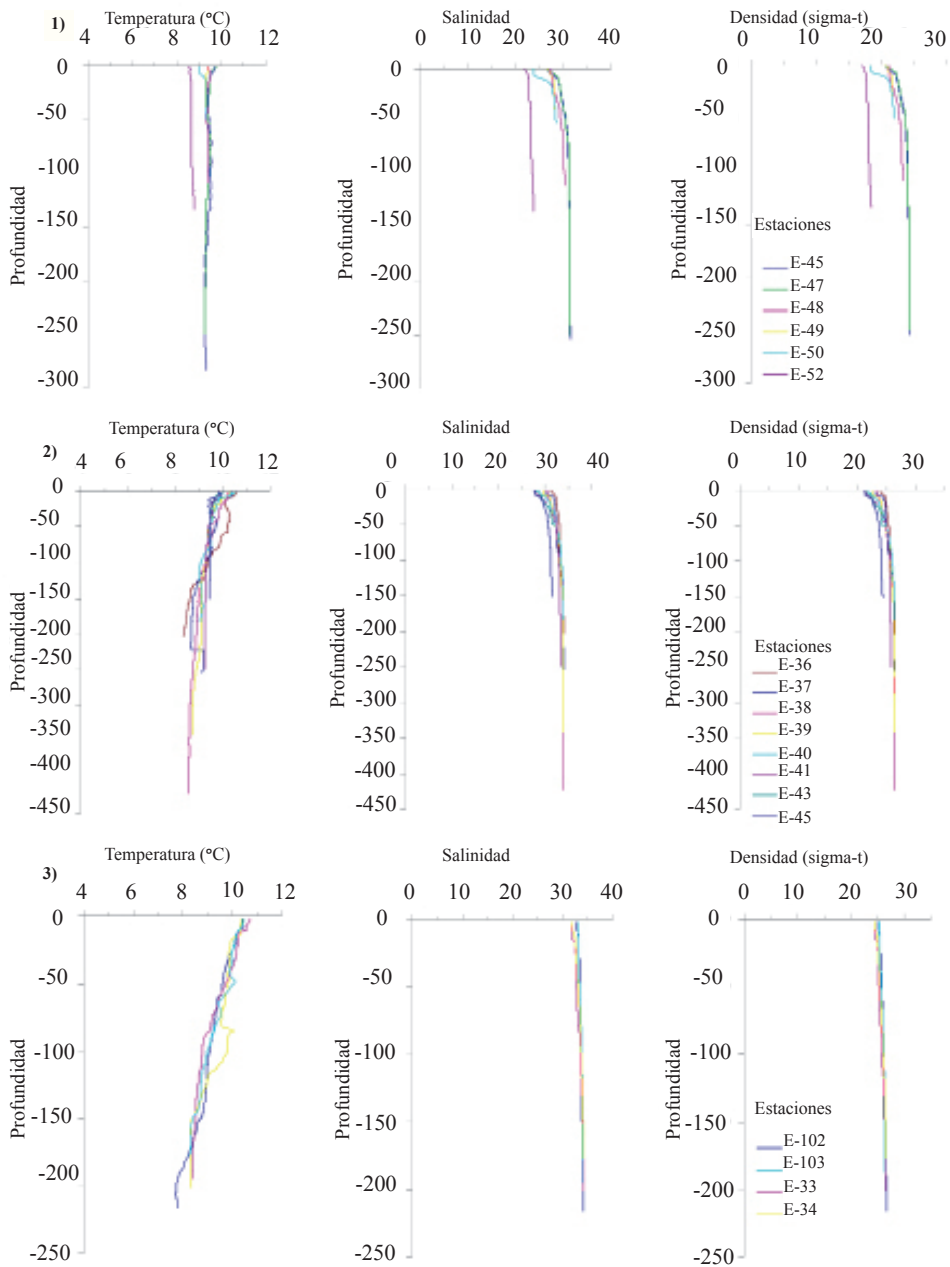 1)
Temperatura (°C)
4 6 8 10 12
Profundidad
0
-50
-100
-150
-200
-250
-300
Salinidad
0 10 20 30 40
Profundidad
0
-50
-100
-150
-200
-250
-300
Densidad (sigma-t)
0 10 20 30
Profundidad
0
-50
-100
-150
-200
-250
-300
Estaciones
E-45
E-47
E-48
E-49
E-50
E-52
2)
Temperatura (°C)
4 6 8 10 12
Profundidad
0
-50
-100
-150
-200
-250
-300
-350
-400
-450
Salinidad
0 10 20 30 40
Profundidad
0
-50
-100
-150
-200
-250
-300
-350
-400
-450
Densidad (sigma-t)
0 10 20 30
Profundidad
0
-50
-100
-150
-200
-250
-300
-350
-400
-450
Estaciones
E-36
E-37
E-38
E-39
E-40
E-41
E-43
E-45
3)
Temperatura (°C)
4 6 8 10 12
Profundidad
0
-50
-100
-150
-200
-250
Salinidad
0 10 20 30 40
Profundidad
0
-50
-100
-150
-200
-250
Densidad (sigma-t)
0 10 20 30
Profundidad
0
-50
-100
-150
-200
-250
Estaciones
E-102
E-103
E-33
E-34